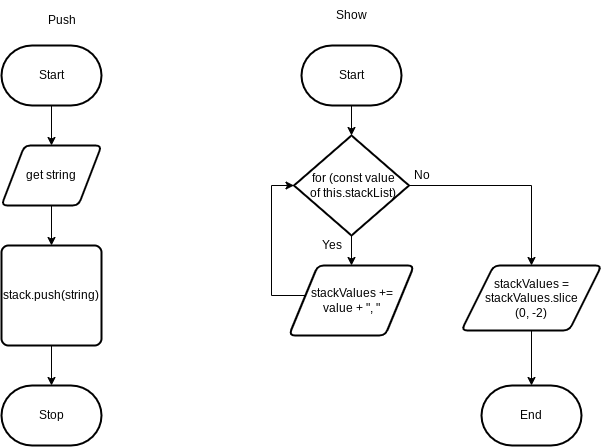 Push
Start
get string
stack.push(string)
Stop
Show
Start
for (const value
of this.stackList)
No
Yes
stackValues +=
value + ", "
stackValues =
stackValues.slice
(0, -2)
End